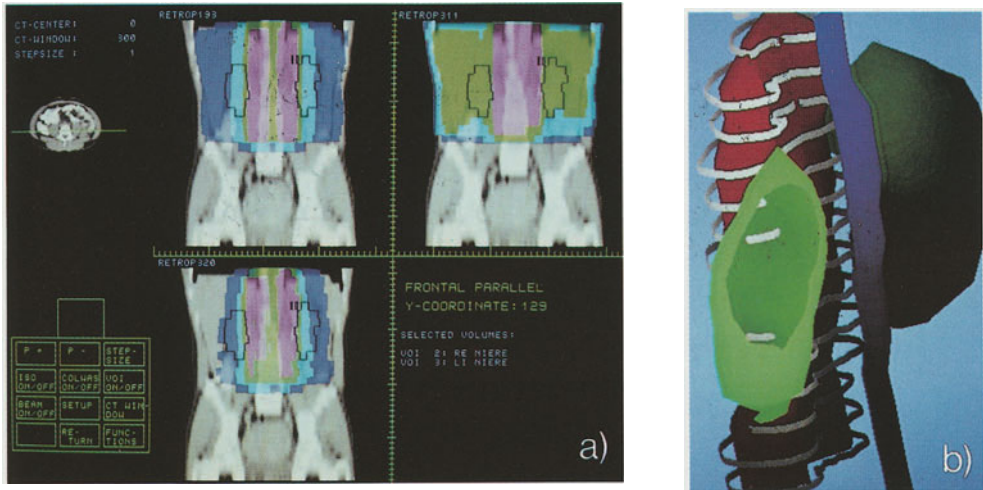 CT-CENTER: 0
CT-WINDOW: 300
STEPSIZE : 1
RETROP193
RETROP311
RETROP320
FRONTAL PARALLEL
Y-COORDINATE: 129
SELECTED VOLUMES:
VOI 2: RE NIERE
VOI 3: LI NIERE
P + P - STEP-
SIZE
ISO COLWAS VOI
ON/OFF ON/OFF ON/OFF
BEAM SETUP CT WIN-
ON/OFF DOW
RE- FUNC-
TURN TIONS
a)
b)